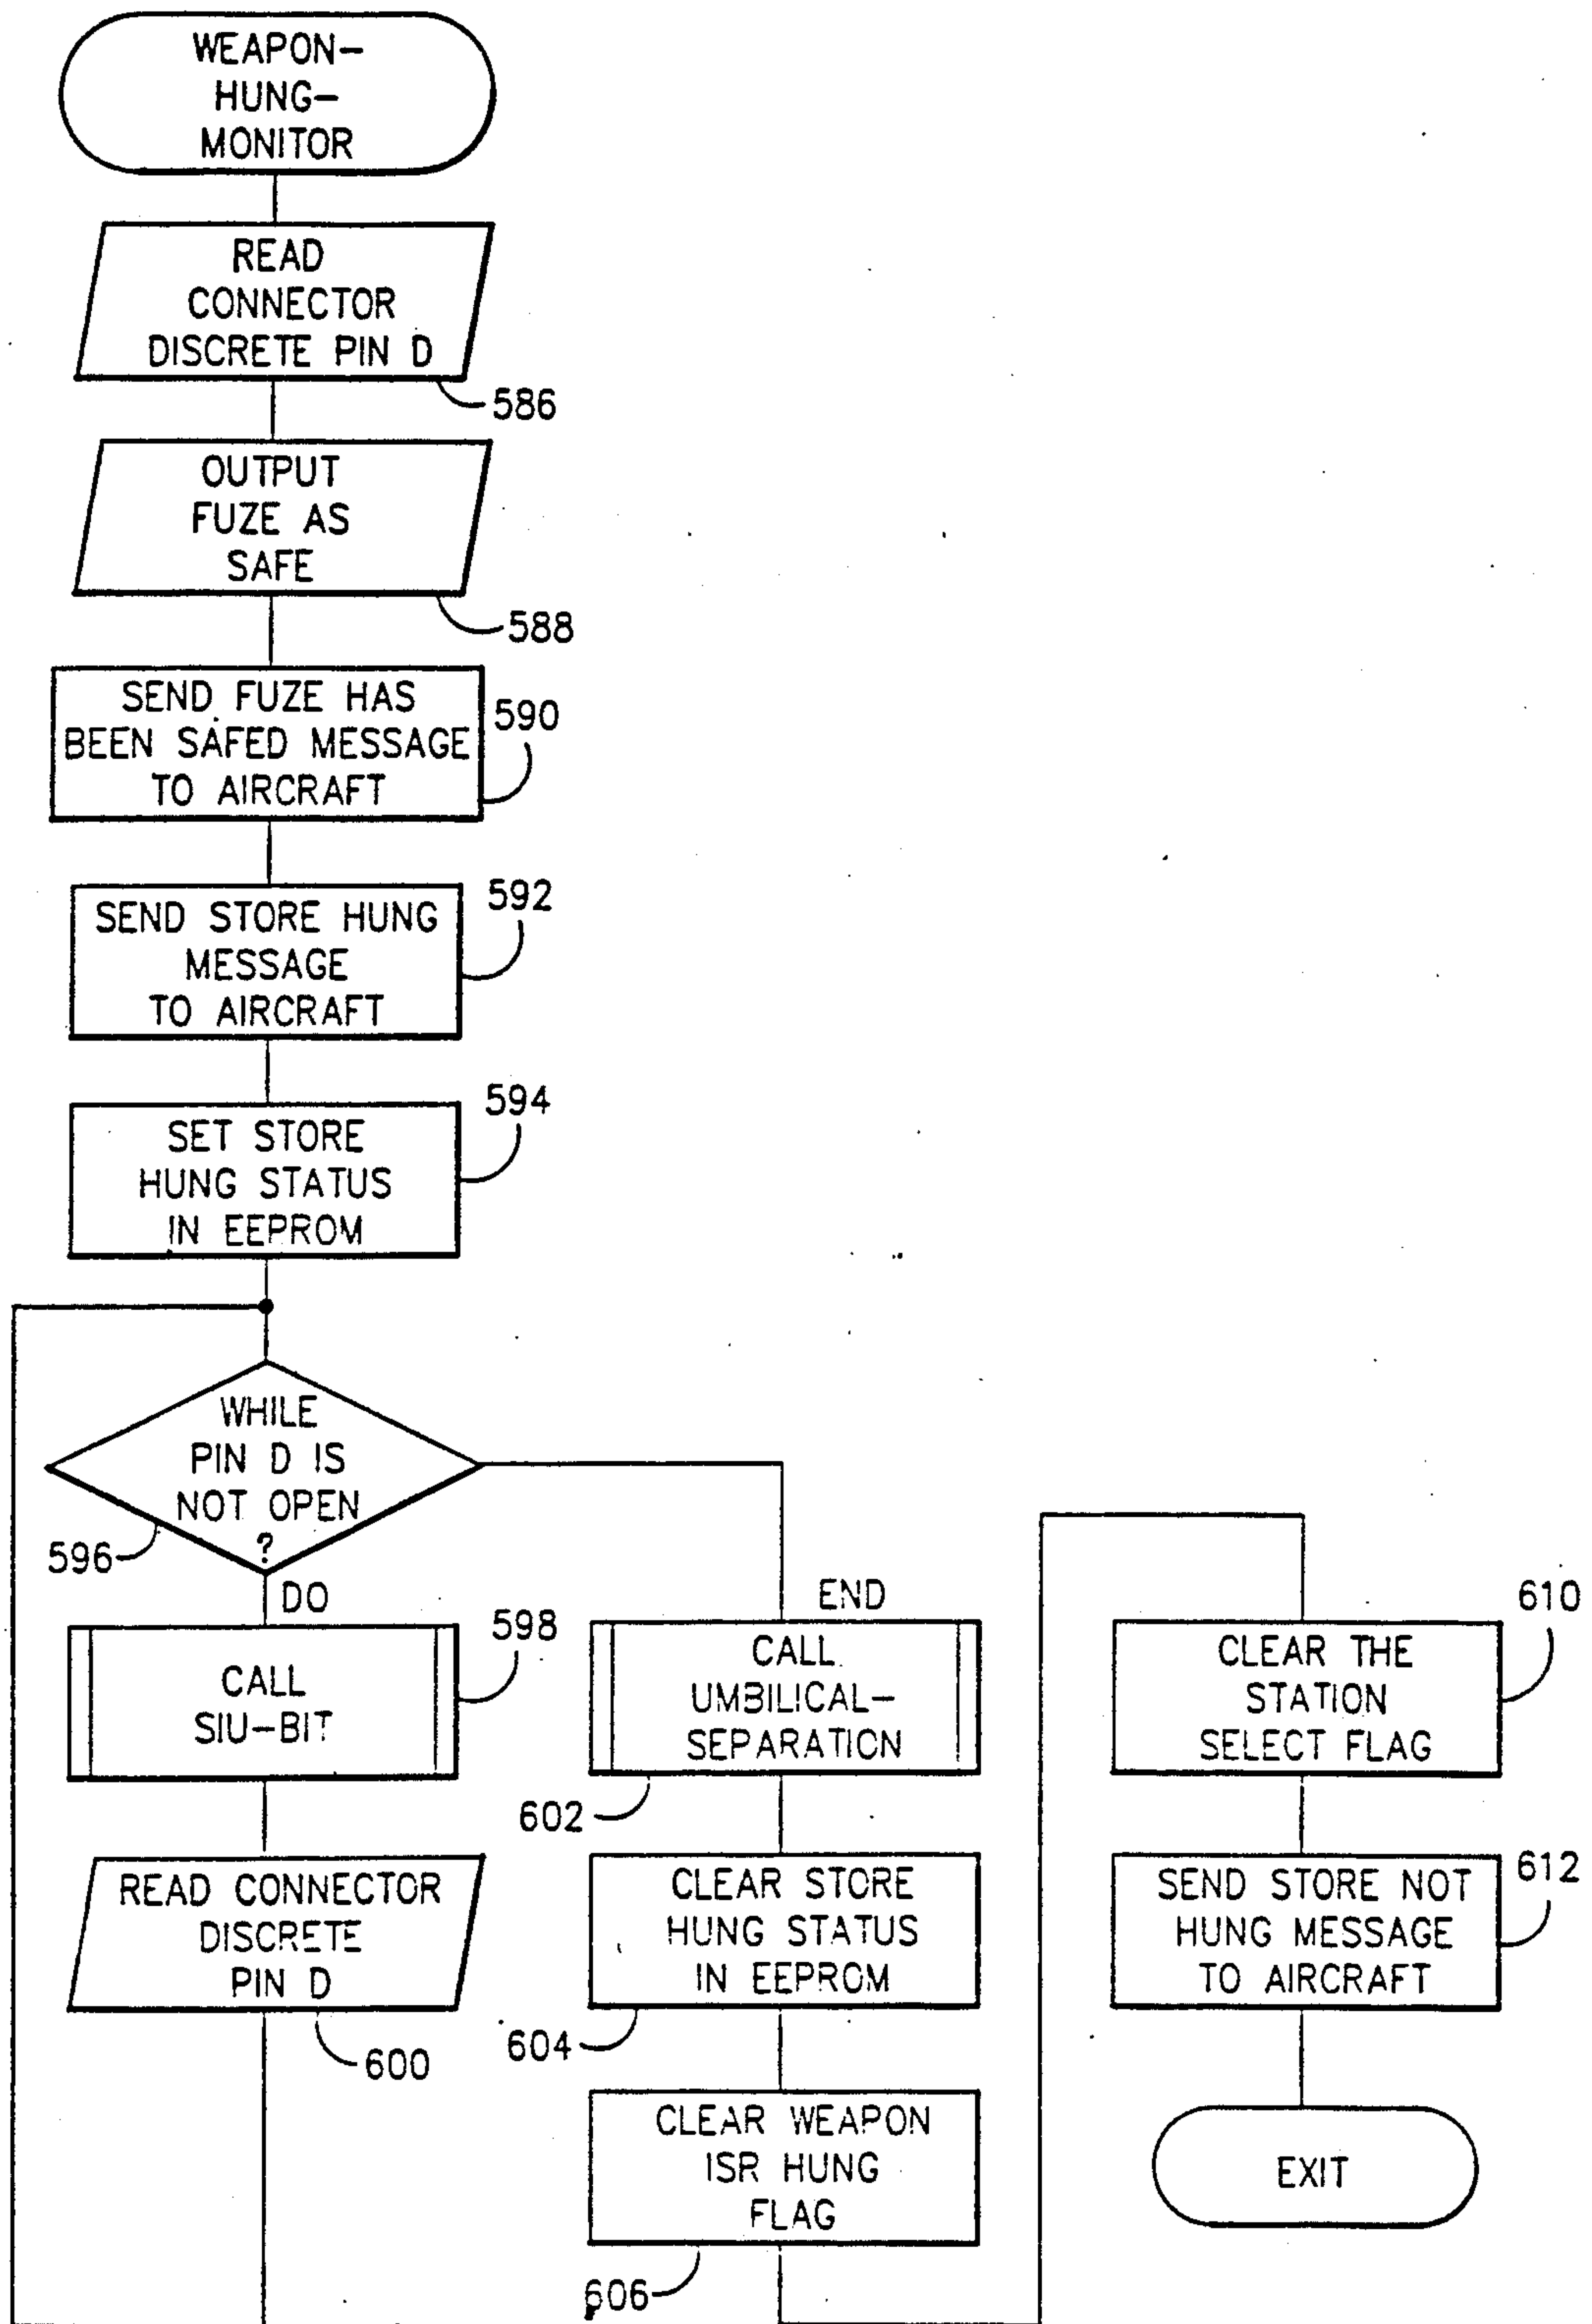 WEAPON-
HUNG-
MONITOR
READ
CONNECTOR
DISCRETE PIN D
586
OUTPUT
FUZE AS
SAFE
588
SEND FUZE HAS
BEEN SAFED MESSAGE
TO AIRCRAFT
590
SEND STORE HUNG
MESSAGE
TO AIRCRAFT
592
SET STORE
HUNG STATUS
IN EEPROM
594
WHILE
PIN D IS
NOT OPEN
?
596
DO
CALL
SIU-BIT
598
READ CONNECTOR
DISCRETE
PIN D
600
END
CALL
UMBILICAL-
SEPARATION
602
CLEAR STORE
HUNG STATUS
IN EEPROM
604
CLEAR WEAPON
ISR HUNG
FLAG
606
CLEAR THE
STATION
SELECT FLAG
610
SEND STORE NOT
HUNG MESSAGE
TO AIRCRAFT
612
EXIT